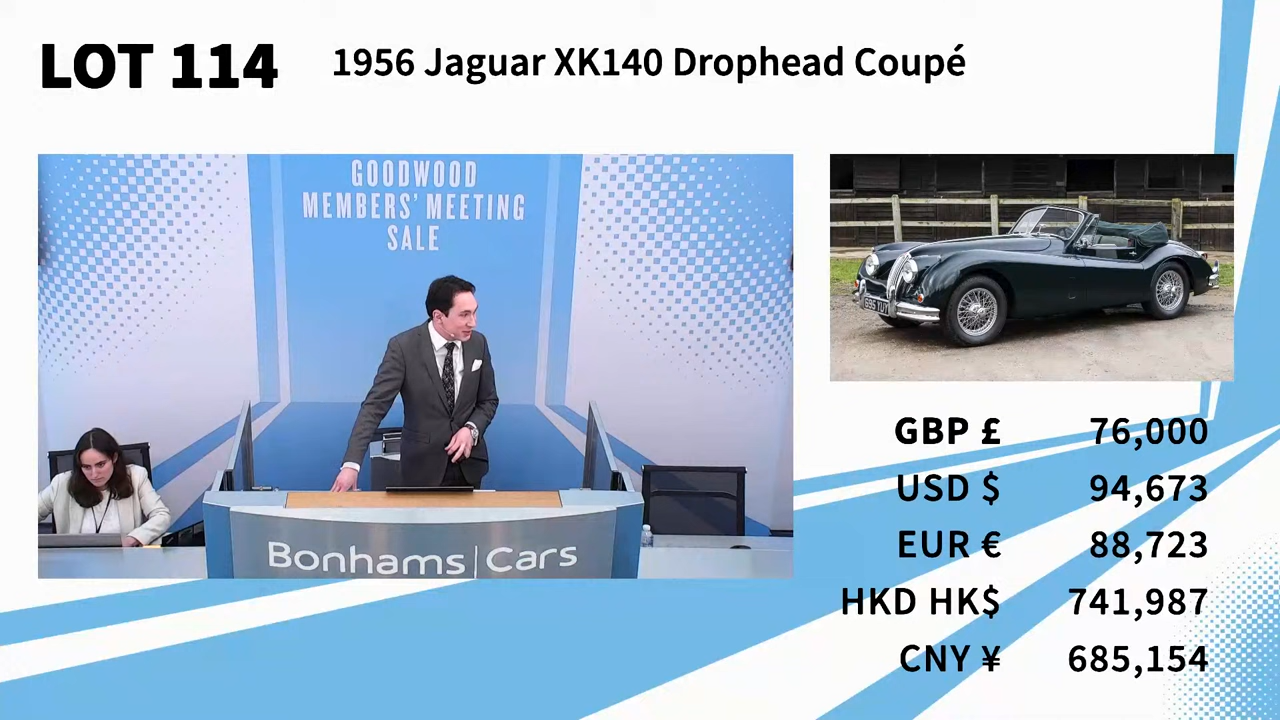 LOT 114
1956 Jaguar XK140 Drophead Coupé
GOODWOOD
MEMBERS' MEETING
SALE
Bonhams | Cars
GBP £ 76,000
USD $ 94,673
EUR € 88,723
HKD HK$ 741,987
CNY ¥ 685,154